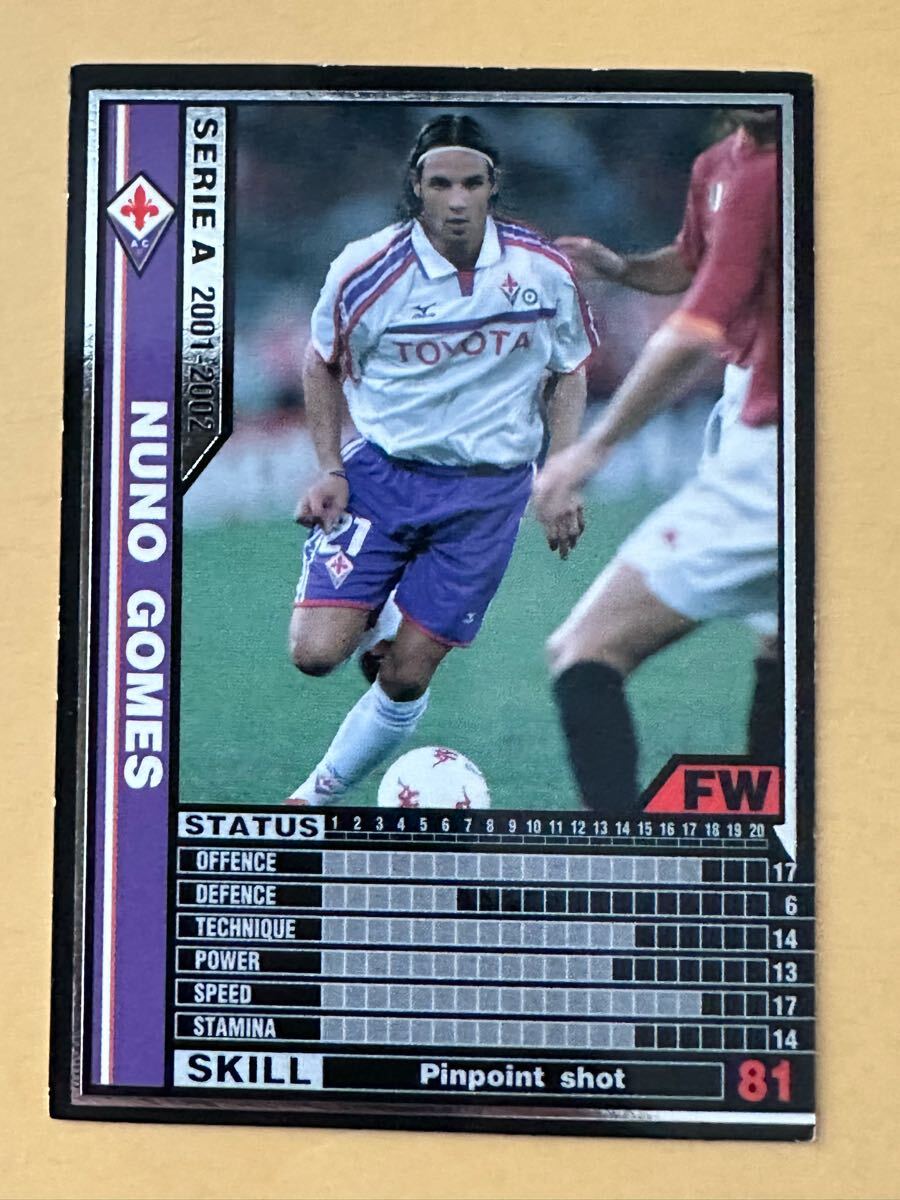 SERIE A 2001-2002
A C
NUNO GOMES
TOYOTA
21
FW
STATUS 1 2 3 4 5 6 7 8 9 10 11 12 13 14 15 16 17 18 19 20
OFFENCE 17
DEFENCE 6
TECHNIQUE 14
POWER 13
SPEED 17
STAMINA 14
SKILL Pinpoint shot 81